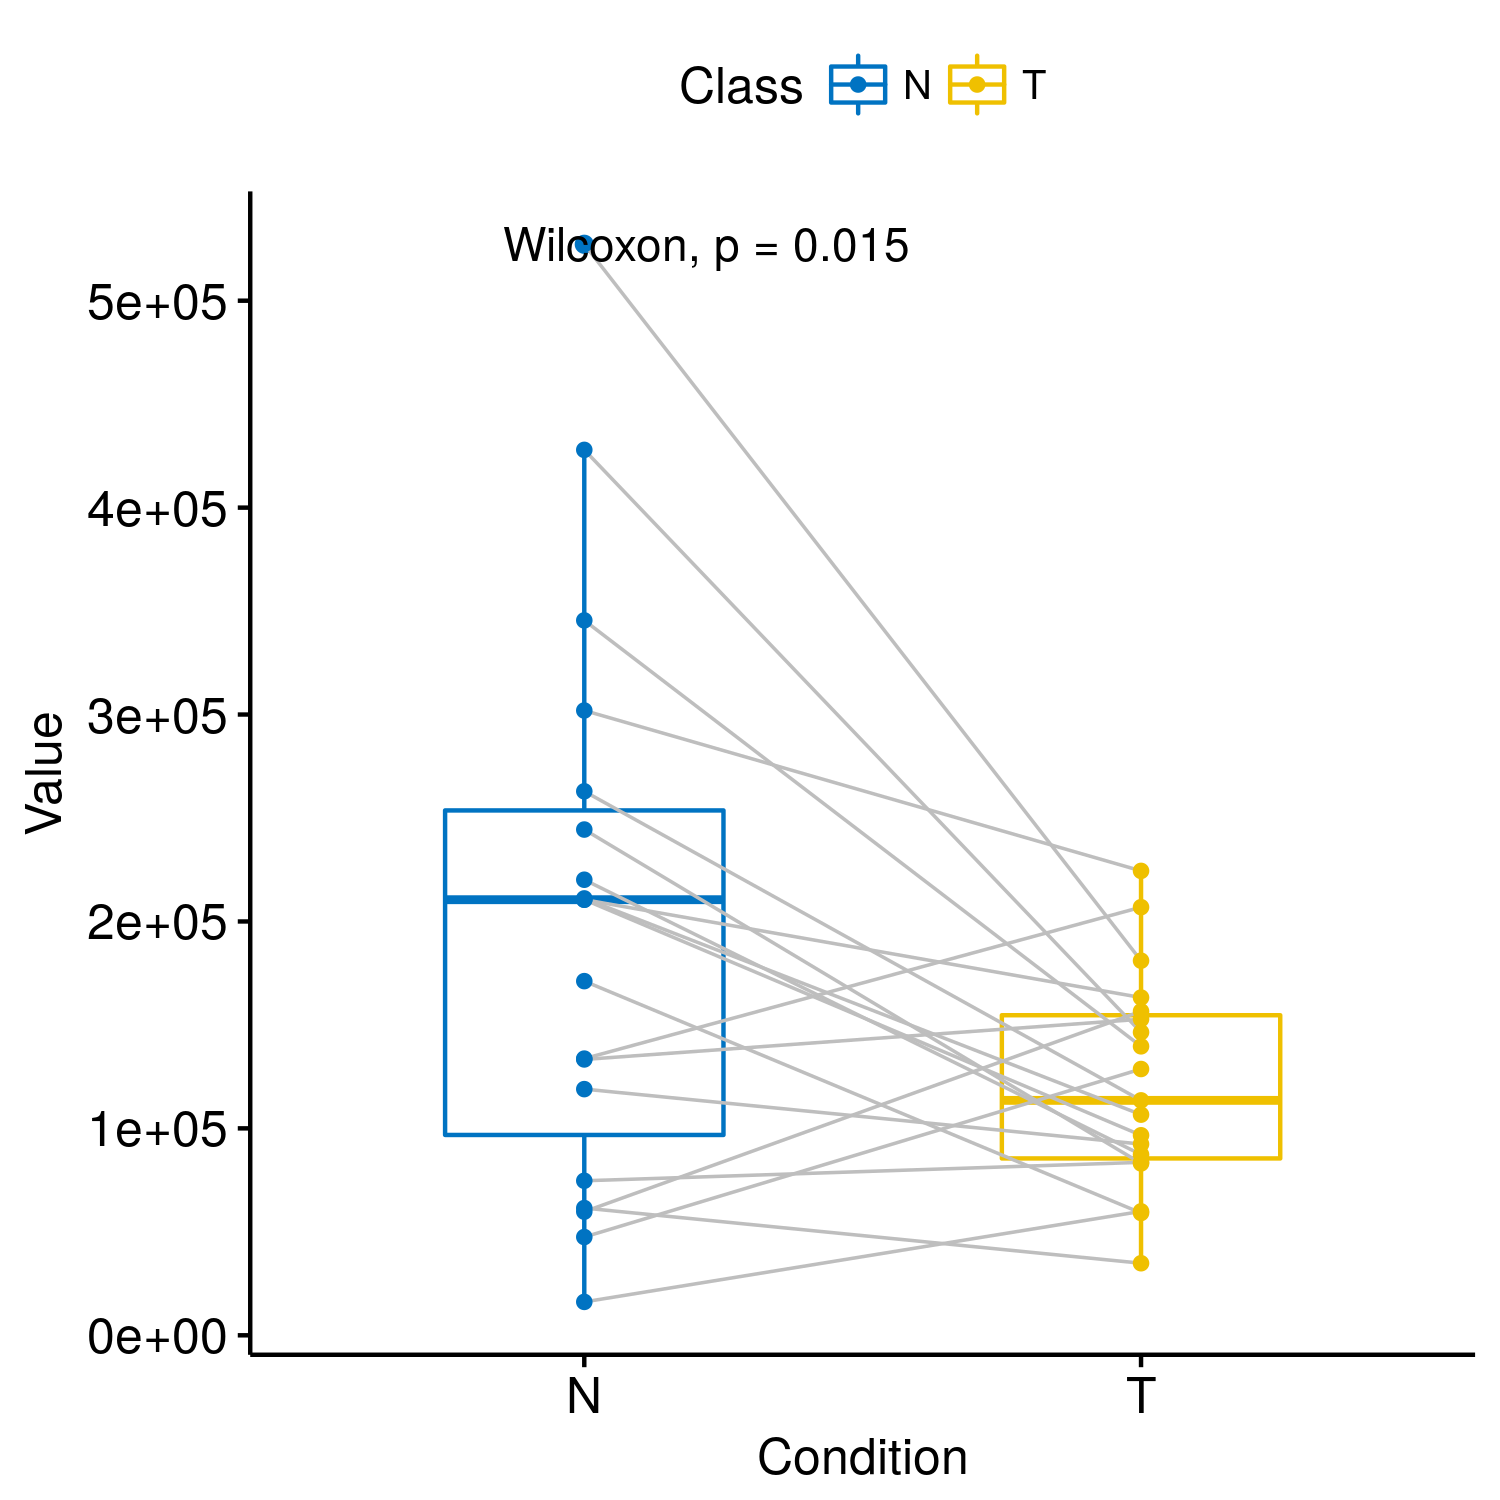 Class N T
Wilcoxon, p = 0.015
5e+05
4e+05
3e+05
2e+05
1e+05
0e+00
Value
N T
Condition